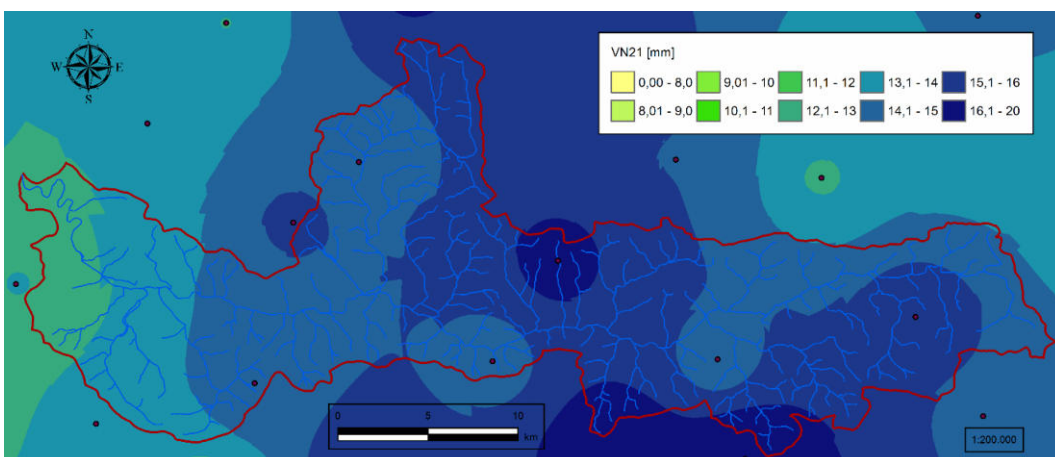 N
W E
S
VN21 [mm]
0,00 - 8,0 9,01 - 10 11,1 - 12 13,1 - 14 15,1 - 16
8,01 - 9,0 10,1 - 11 12,1 - 13 14,1 - 15 16,1 - 20
0 5 10
km
1:200.000